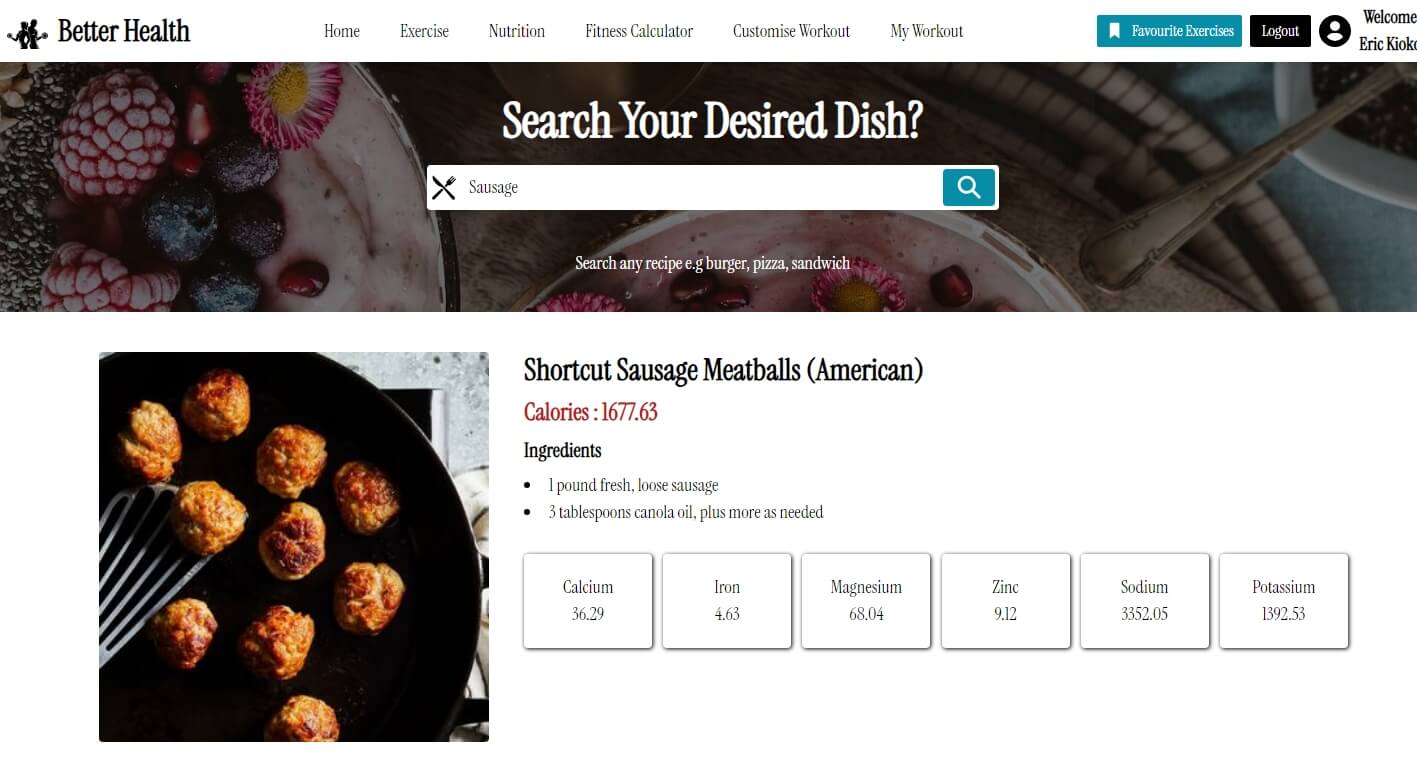 Better Health
Home
Exercise
Nutrition
Fitness Calculator
Customise Workout
My Workout
Favourite Exercises
Logout
Welcome
Eric Kioko
Search Your Desired Dish?
Sausage
Search any recipe e.g burger, pizza, sandwich
Shortcut Sausage Meatballs (American)
Calories : 1677.63
Ingredients
1 pound fresh, loose sausage
3 tablespoons canola oil, plus more as needed
Calcium
36.29
Iron
4.63
Magnesium
68.04
Zinc
9.12
Sodium
3352.05
Potassium
1392.53